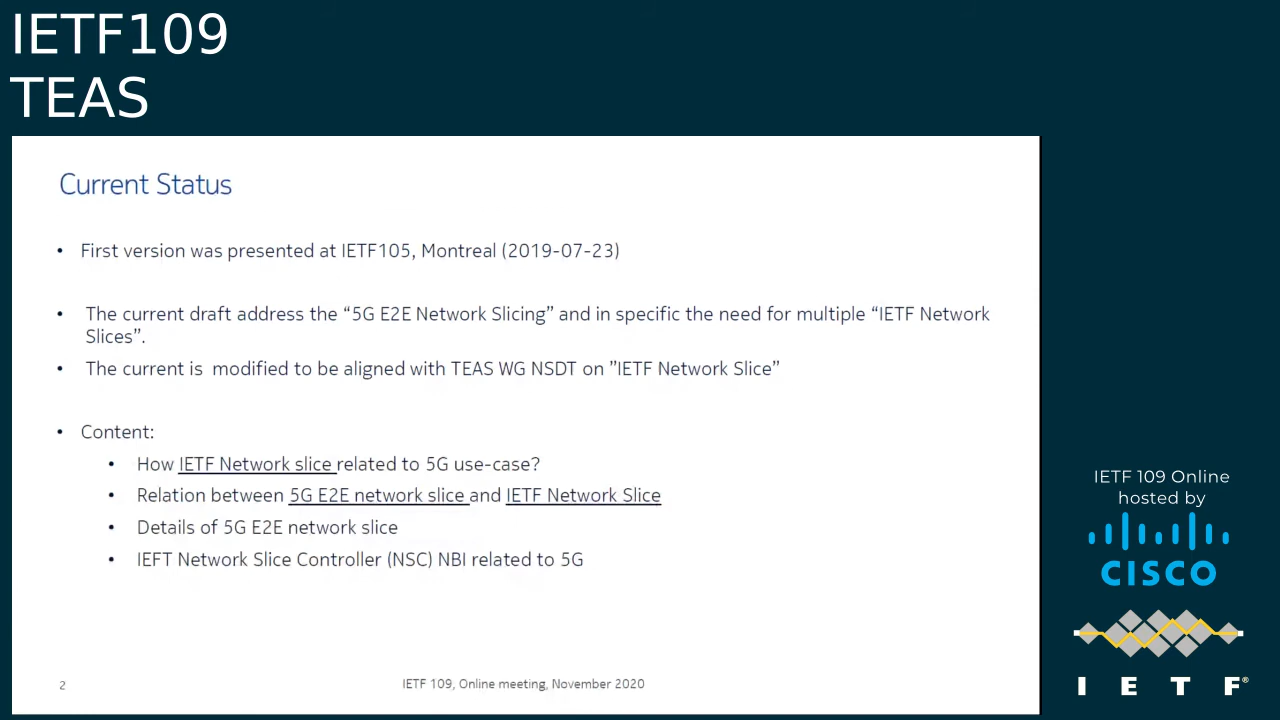 IETF109
TEAS
Current Status
• First version was presented at IETF105, Montreal (2019-07-23)
• The current draft address the “5G E2E Network Slicing” and in specific the need for multiple “IETF Network
Slices”.
• The current is  modified to be aligned with TEAS WG NSDT on ”IETF Network Slice”
• Content:
• How IETF Network slice related to 5G use-case?
• Relation between 5G E2E network slice and IETF Network Slice
• Details of 5G E2E network slice
• IEFT Network Slice Controller (NSC) NBI related to 5G
2
IETF 109, Online meeting, November 2020
IETF 109 Online
hosted by
CISCO
I E T F®